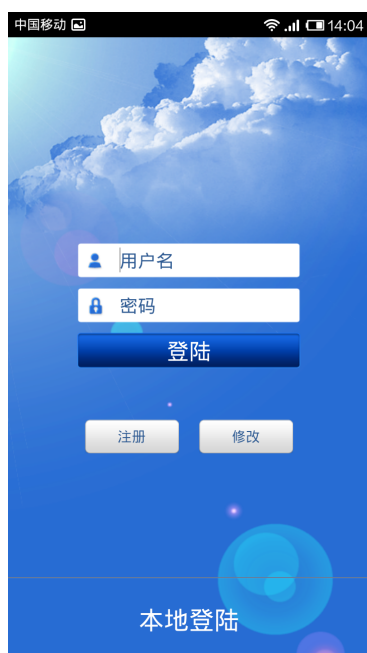 中国移动 14:04
用户名
密码
登陆
注册 修改
本地登陆